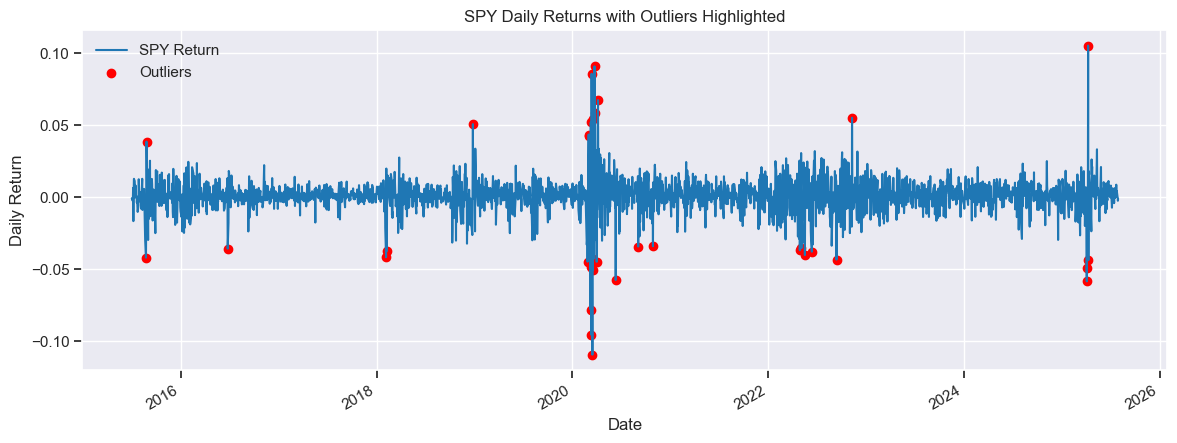 SPY Daily Returns with Outliers Highlighted
SPY Return
Outliers
0.10
0.05
0.00
−0.05
−0.10
Daily Return
2016
2018
2020
2022
2024
2026
Date